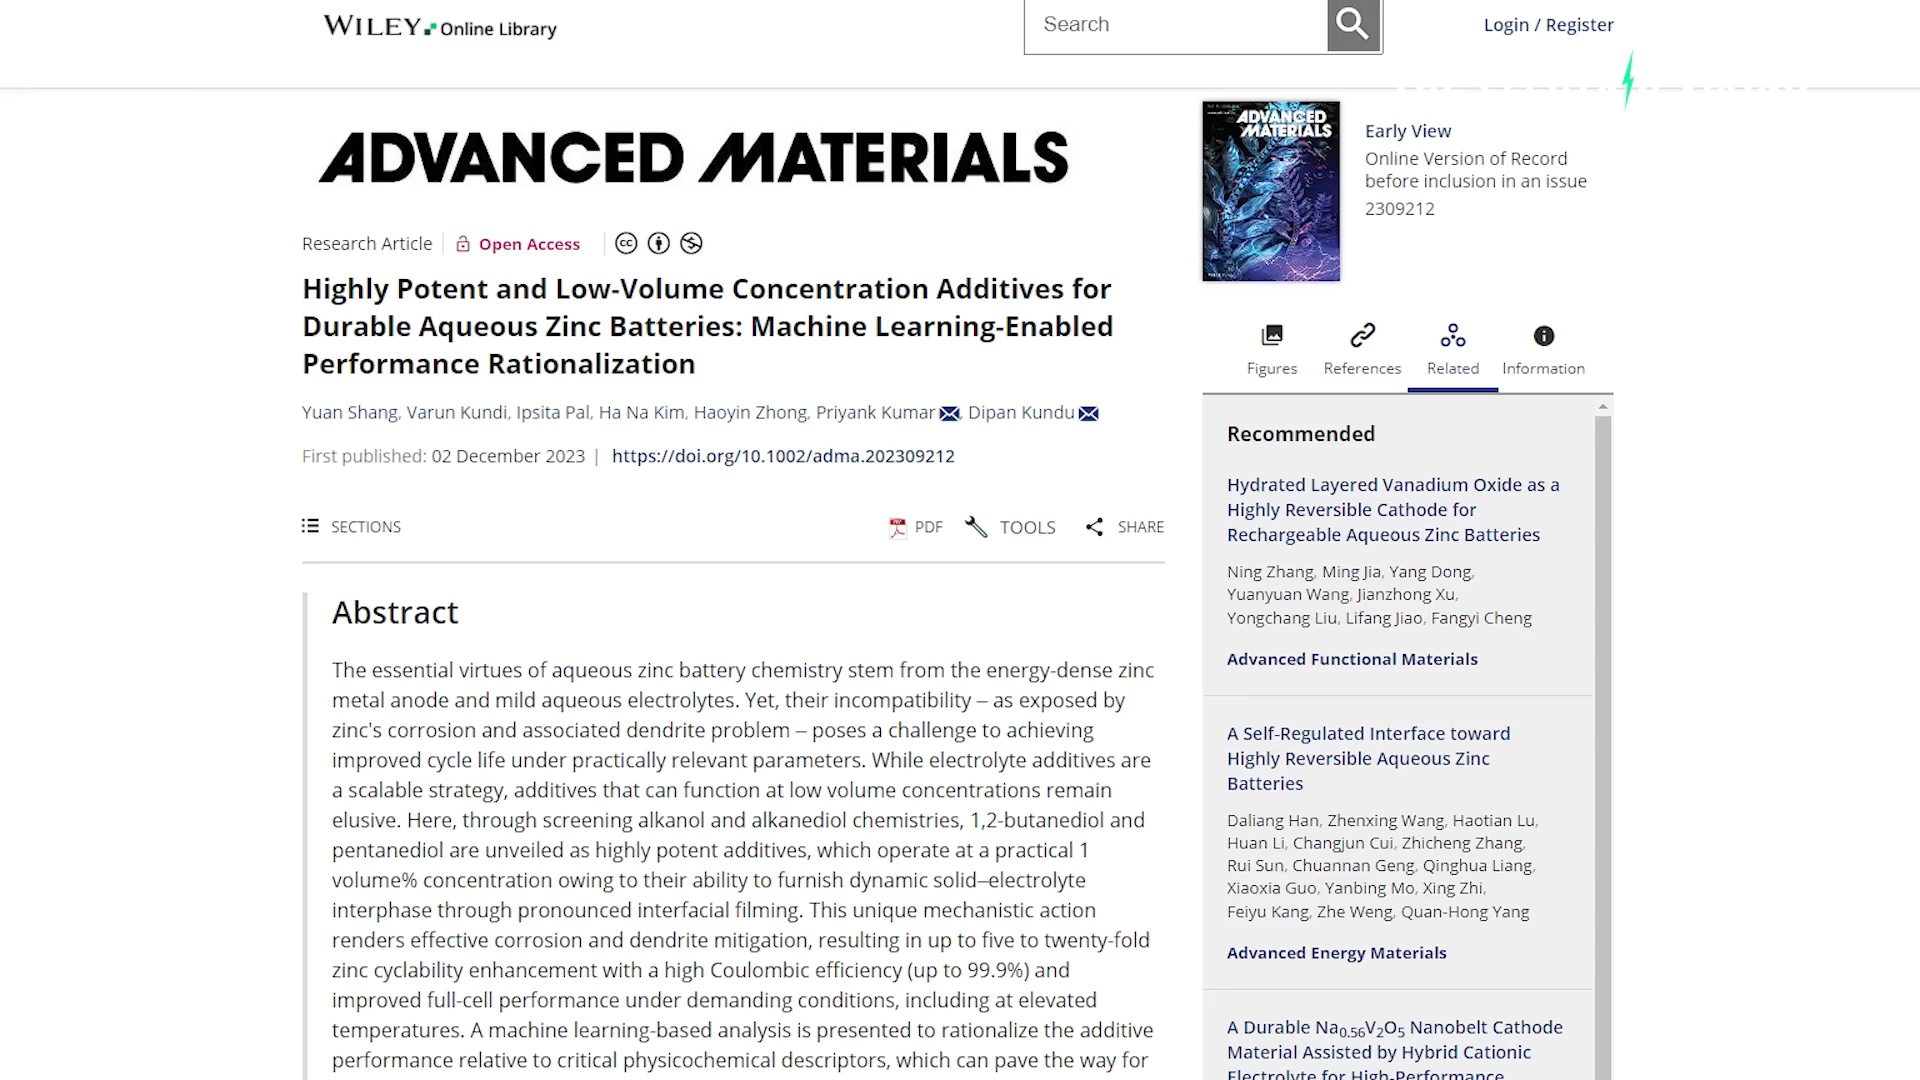 WILEY Online Library
Search
Login / Register
ADVANCED MATERIALS
Research Article
Open Access
Highly Potent and Low-Volume Concentration Additives for
Durable Aqueous Zinc Batteries: Machine Learning-Enabled
Performance Rationalization
Yuan Shang, Varun Kundi, Ipsita Pal, Ha Na Kim, Haoyin Zhong, Priyank Kumar, Dipan Kundu
First published: 02 December 2023 | https://doi.org/10.1002/adma.202309212
SECTIONS
PDF TOOLS SHARE
Abstract
The essential virtues of aqueous zinc battery chemistry stem from the energy-dense zinc
metal anode and mild aqueous electrolytes. Yet, their incompatibility – as exposed by
zinc's corrosion and associated dendrite problem – poses a challenge to achieving
improved cycle life under practically relevant parameters. While electrolyte additives are
a scalable strategy, additives that can function at low volume concentrations remain
elusive. Here, through screening alkanol and alkanediol chemistries, 1,2-butanediol and
pentanediol are unveiled as highly potent additives, which operate at a practical 1
volume% concentration owing to their ability to furnish dynamic solid–electrolyte
interphase through pronounced interfacial filming. This unique mechanistic action
renders effective corrosion and dendrite mitigation, resulting in up to five to twenty-fold
zinc cyclability enhancement with a high Coulombic efficiency (up to 99.9%) and
improved full-cell performance under demanding conditions, including at elevated
temperatures. A machine learning-based analysis is presented to rationalize the additive
performance relative to critical physicochemical descriptors, which can pave the way for
ADVANCED
MATERIALS
Early View
Online Version of Record
before inclusion in an issue
2309212
Figures References Related Information
Recommended
Hydrated Layered Vanadium Oxide as a
Highly Reversible Cathode for
Rechargeable Aqueous Zinc Batteries
Ning Zhang, Ming Jia, Yang Dong,
Yuanyuan Wang, Jianzhong Xu,
Yongchang Liu, Lifang Jiao, Fangyi Cheng
Advanced Functional Materials
A Self-Regulated Interface toward
Highly Reversible Aqueous Zinc
Batteries
Daliang Han, Zhenxing Wang, Haotian Lu,
Huan Li, Changjun Cui, Zhicheng Zhang,
Rui Sun, Chuannan Geng, Qinghua Liang,
Xiaoxia Guo, Yanbing Mo, Xing Zhi,
Feiyu Kang, Zhe Weng, Quan-Hong Yang
Advanced Energy Materials
A Durable Na0.56V2O5 Nanobelt Cathode
Material Assisted by Hybrid Cationic
Electrolyte for High-Performance